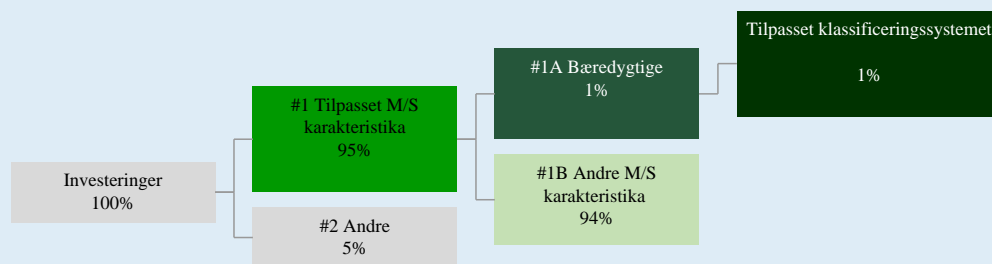 Investeringer
100%
#1 Tilpasset M/S
karakteristika
95%
#2 Andre
5%
#1A Bæredygtige
1%
#1B Andre M/S
karakteristika
94%
Tilpasset klassificeringssystemet
1%